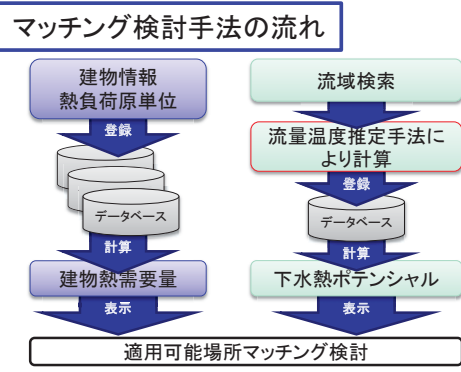 マッチング検討手法の流れ
建物情報
熱負荷原単位
登録
データベース
計算
建物熱需要量
表示
流域検索
流量温度推定手法に
より計算
登録
データベース
計算
下水熱ポテンシャル
表示
適用可能場所マッチング検討